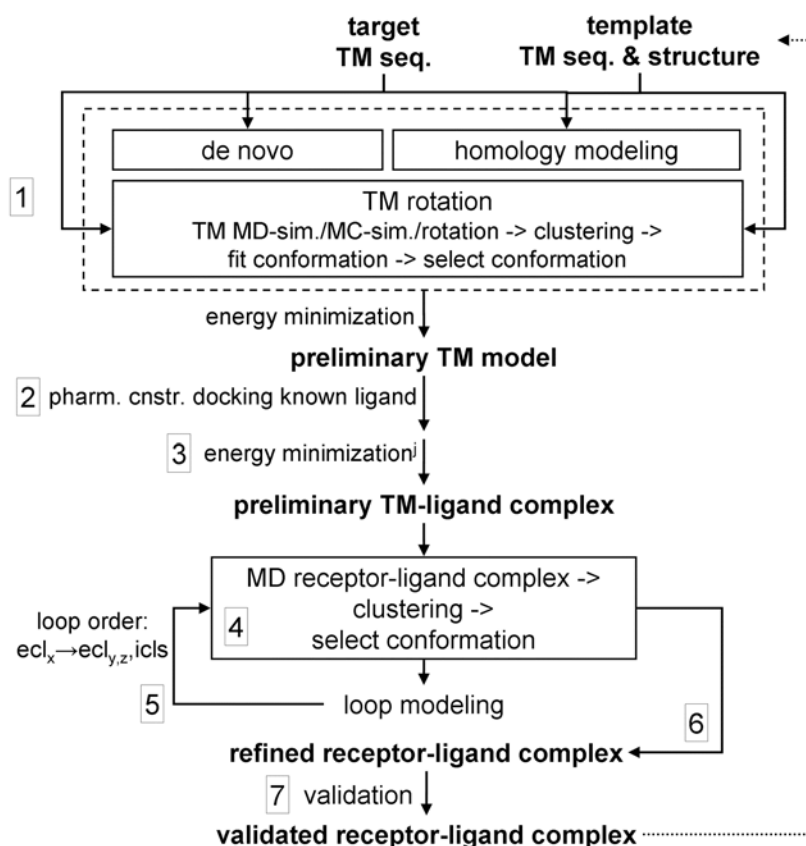 target
TM seq.
template
TM seq. & structure
de novo
homology modeling
1
TM rotation
TM MD-sim./MC-sim./rotation -> clustering ->
fit conformation -> select conformation
energy minimization
preliminary TM model
2 pharm. cnstr. docking known ligand
3 energy minimizationʲ
preliminary TM-ligand complex
MD receptor-ligand complex ->
clustering ->
select conformation
4
loop order:
eclₓ→ecl_y,z,icls
5
loop modeling
6
refined receptor-ligand complex
7 validation
validated receptor-ligand complex